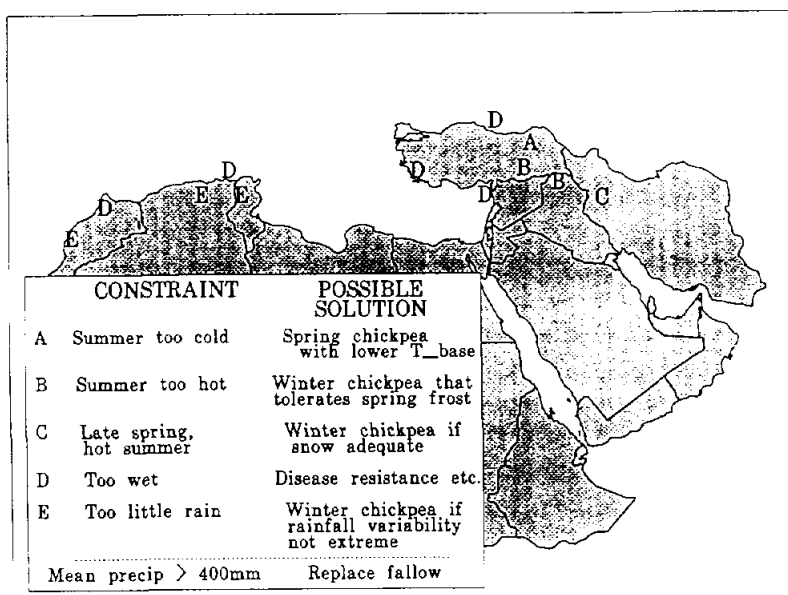 D
A
D
B
B
D
C
D
E
E
D
E
CONSTRAINT POSSIBLE SOLUTION
A Summer too cold Spring chickpea
with lower T_base
B Summer too hot Winter chickpea that
tolerates spring frost
C Late spring, Winter chickpea if
hot summer snow adequate
D Too wet Disease resistance etc.
E Too little rain Winter chickpea if
rainfall variability
not extreme
Mean precip > 400mm Replace fallow